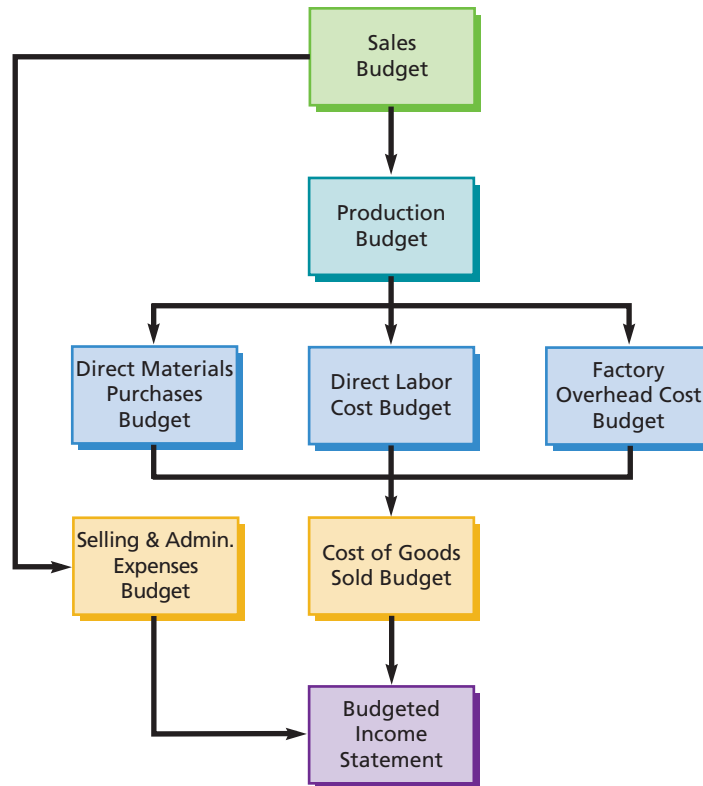 Sales
Budget
Production
Budget
Direct Materials
Purchases
Budget
Direct Labor
Cost Budget
Factory
Overhead Cost
Budget
Selling & Admin.
Expenses
Budget
Cost of Goods
Sold Budget
Budgeted
Income
Statement